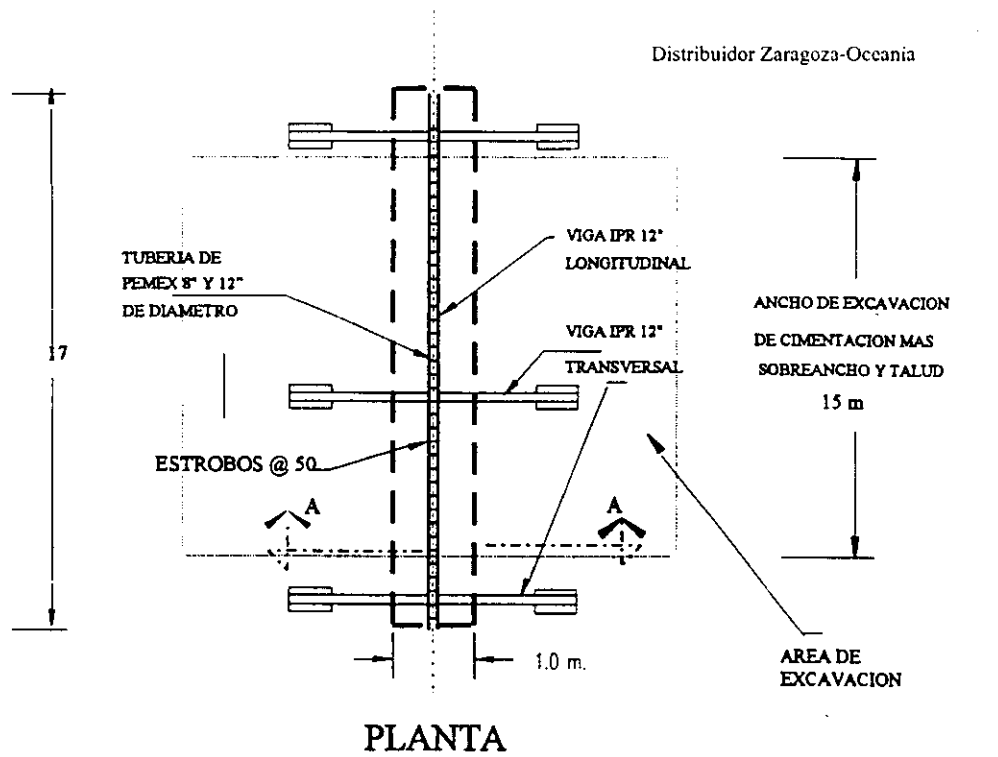 Distribuidor Zaragoza-Oceanía
VIGA IPR 12"
LONGITUDINAL
TUBERIA DE
PEMEX 8" Y 12"
DE DIAMETRO
ANCHO DE EXCAVACION
DE CIMENTACION MAS
SOBREANCHO Y TALUD
15 m
17
VIGA IPR 12"
TRANSVERSAL
ESTROBOS @ 50
A
A
1.0 m.
AREA DE
EXCAVACION
PLANTA